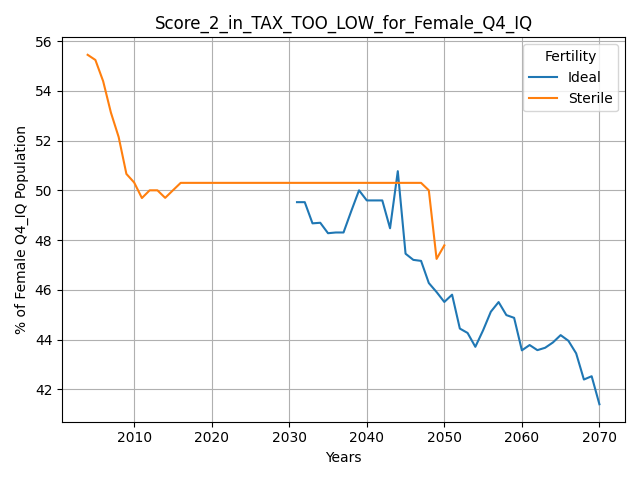 Score_2_in_TAX_TOO_LOW_for_Female_Q4_IQ
56
54
52
50
48
46
44
42
% of Female Q4_IQ Population
Fertility
Ideal
Sterile
2010 2020 2030 2040 2050 2060 2070
Years